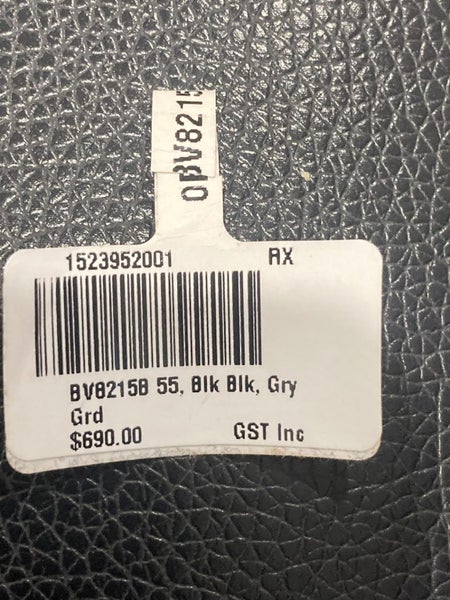 0BV8215
1523952001 RX
BV8215B 55, Blk Blk, Gry
Grd
$690.00 GST Inc